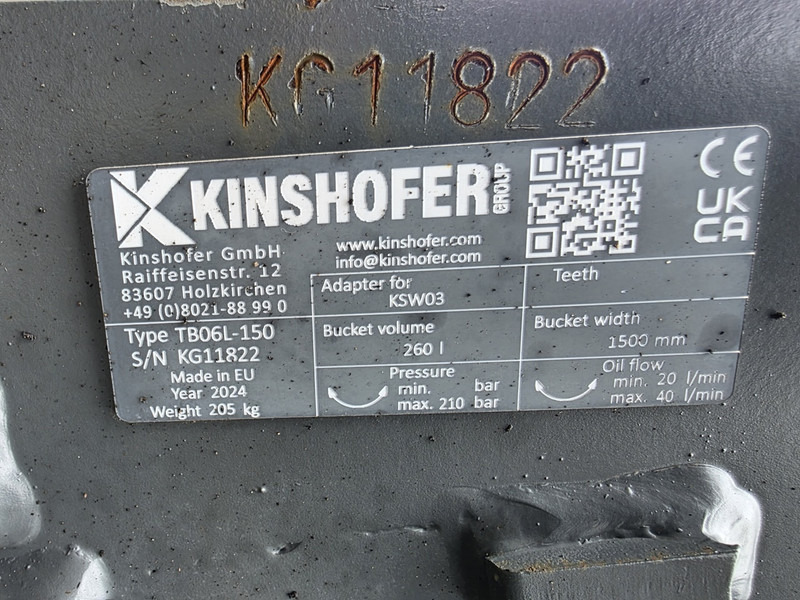 KG11822
KINSHOFER GROUP
CE
UK
CA
www.kinshofer.com
info@kinshofer.com
Kinshofer GmbH
Raiffeisenstr. 12
83607 Holzkirchen
+49 (0)8021-88 99 0
Adapter for
KSW03
Teeth
Type TB06L-150
S/N KG11822
Bucket volume
260 l
Bucket width
1500 mm
Made in EU
Year 2024
Weight 205 kg
Pressure
min. bar
max. 210 bar
Oil flow
min. 20 l/min
max. 40 l/min